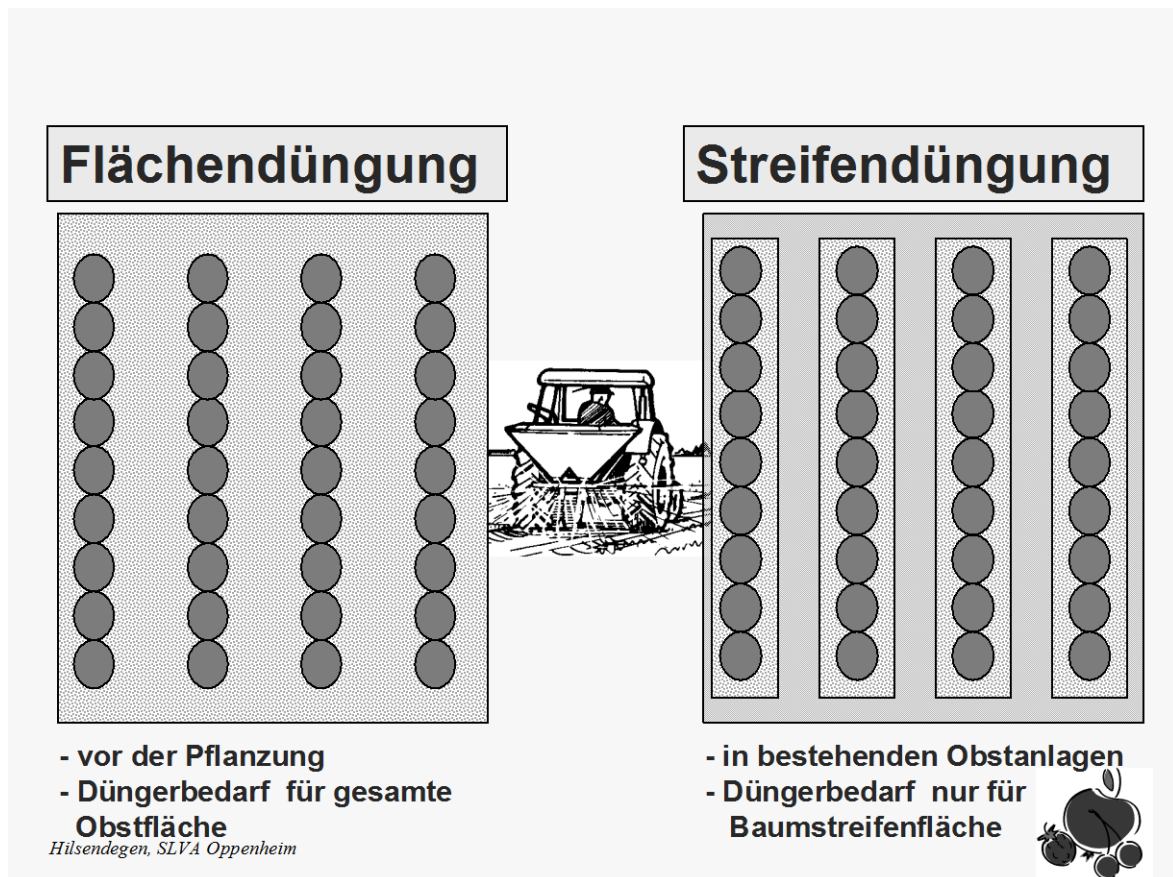 Flächendüngung
Streifendüngung
- vor der Pflanzung
- Düngerbedarf für gesamte
Obstfläche
- in bestehenden Obstanlagen
- Düngerbedarf nur für
Baumstreifenfläche
Hilsendegen, SLVA Oppenheim